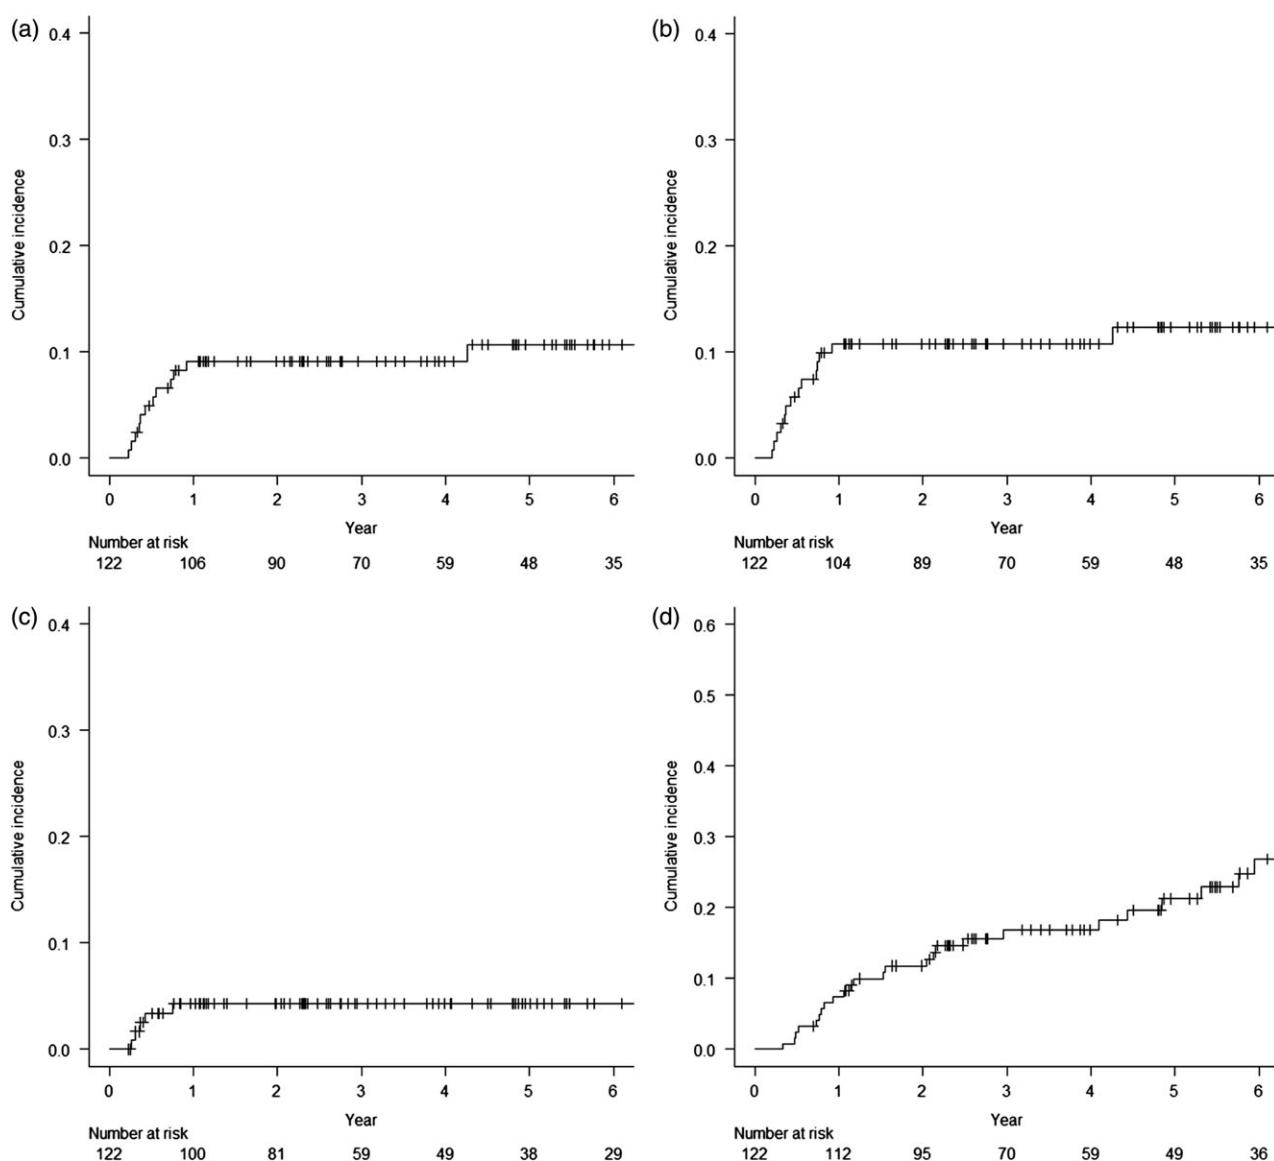 (a)
0.4
0.3
0.2
0.1
0.0
Cumulative incidence
0 1 2 3 4 5 6
Year
Number at risk
122 106 90 70 59 48 35
(b)
0.4
0.3
0.2
0.1
0.0
Cumulative incidence
0 1 2 3 4 5 6
Year
Number at risk
122 104 89 70 59 48 35
(c)
0.4
0.3
0.2
0.1
0.0
Cumulative incidence
0 1 2 3 4 5 6
Year
Number at risk
122 100 81 59 49 38 29
(d)
0.6
0.5
0.4
0.3
0.2
0.1
0.0
Cumulative incidence
0 1 2 3 4 5 6
Year
Number at risk
122 112 95 70 59 49 36